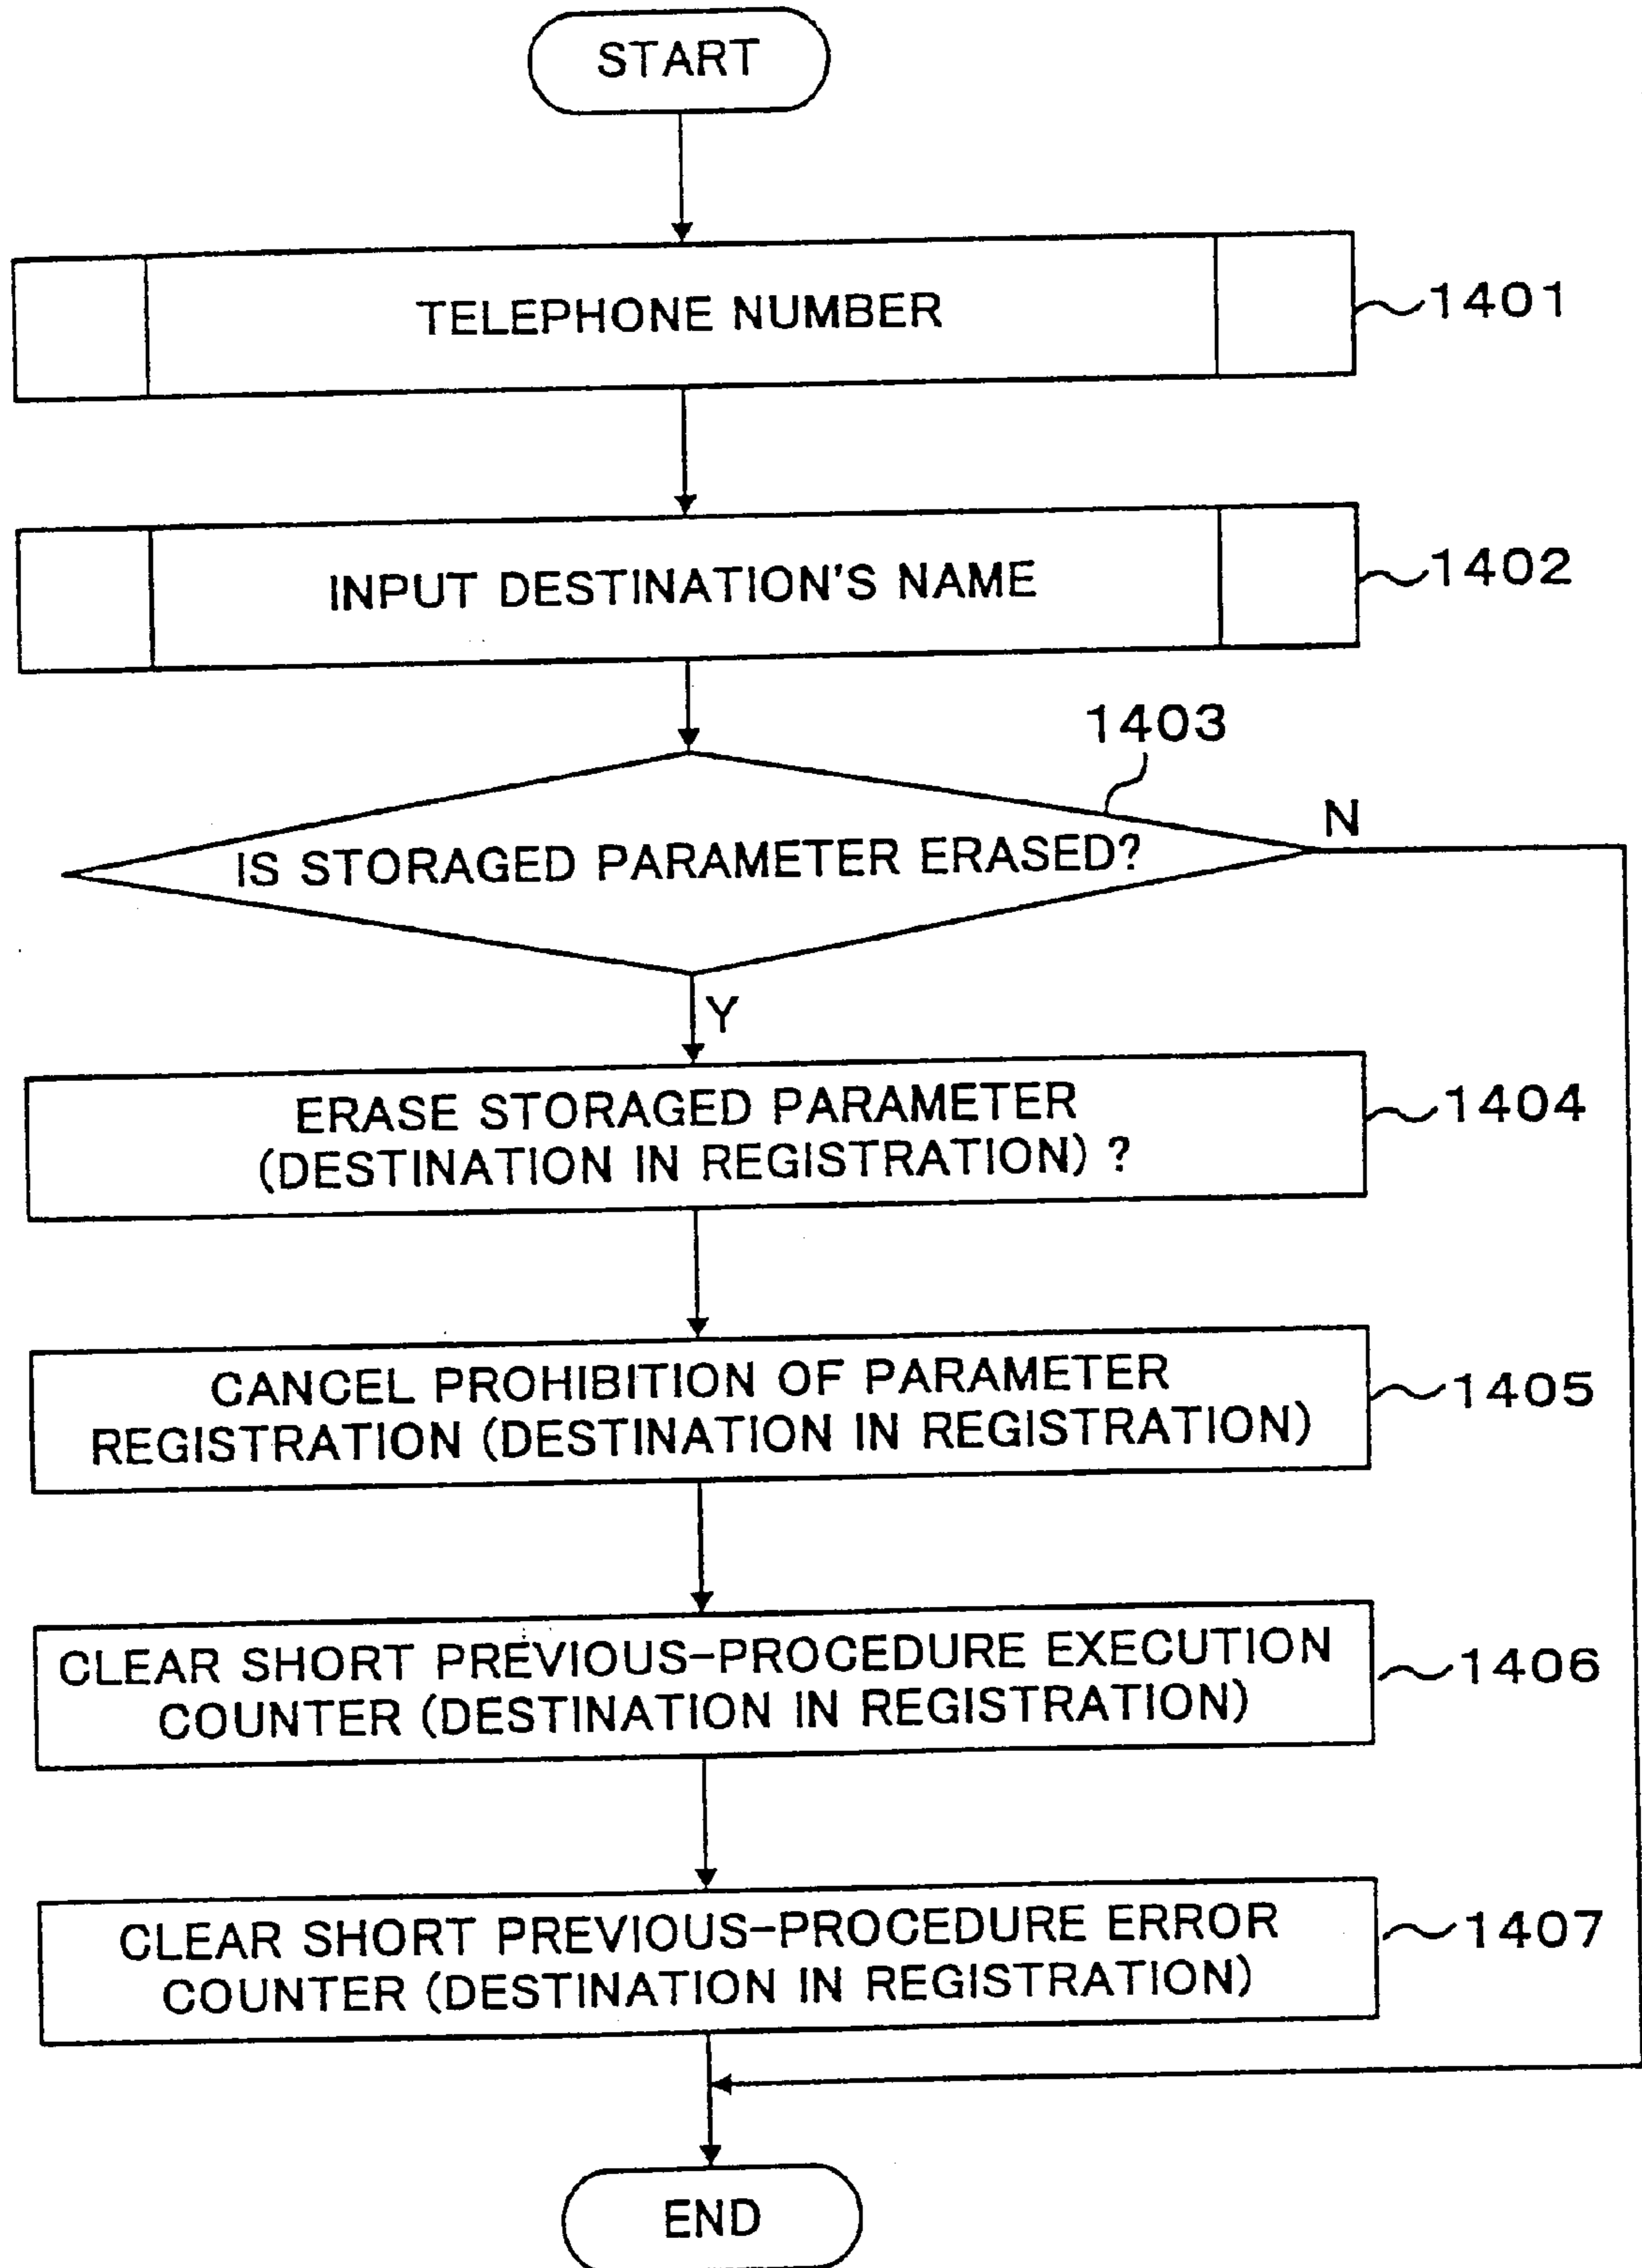 START
TELEPHONE NUMBER
1401
INPUT DESTINATION'S NAME
1402
1403
IS STORAGED PARAMETER ERASED?
N
Y
ERASE STORAGED PARAMETER
(DESTINATION IN REGISTRATION) ?
1404
CANCEL PROHIBITION OF PARAMETER
REGISTRATION (DESTINATION IN REGISTRATION)
1405
CLEAR SHORT PREVIOUS-PROCEDURE EXECUTION
COUNTER (DESTINATION IN REGISTRATION)
1406
CLEAR SHORT PREVIOUS-PROCEDURE ERROR
COUNTER (DESTINATION IN REGISTRATION)
1407
END